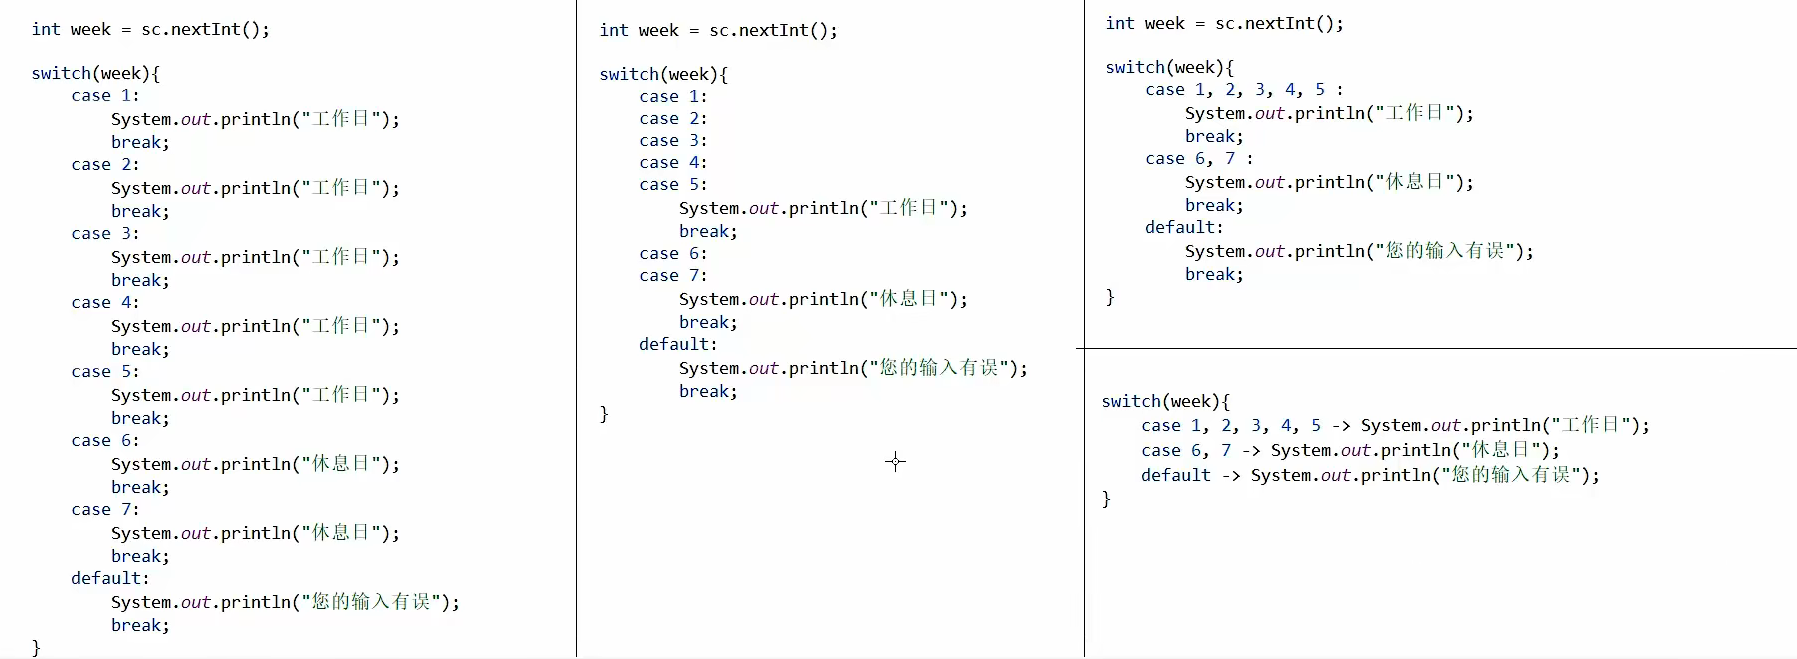 int week = sc.nextInt();
switch(week){
case 1:
System.out.println("工作日");
break;
case 2:
System.out.println("工作日");
break;
case 3:
System.out.println("工作日");
break;
case 4:
System.out.println("工作日");
break;
case 5:
System.out.println("工作日");
break;
case 6:
System.out.println("休息日");
break;
case 7:
System.out.println("休息日");
break;
default:
System.out.println("您的输入有误");
break;
}
int week = sc.nextInt();
switch(week){
case 1:
case 2:
case 3:
case 4:
case 5:
System.out.println("工作日");
break;
case 6:
case 7:
System.out.println("休息日");
break;
default:
System.out.println("您的输入有误");
break;
}
int week = sc.nextInt();
switch(week){
case 1, 2, 3, 4, 5 :
System.out.println("工作日");
break;
case 6, 7 :
System.out.println("休息日");
break;
default:
System.out.println("您的输入有误");
break;
}
switch(week){
case 1, 2, 3, 4, 5 -> System.out.println("工作日");
case 6, 7 -> System.out.println("休息日");
default -> System.out.println("您的输入有误");
}